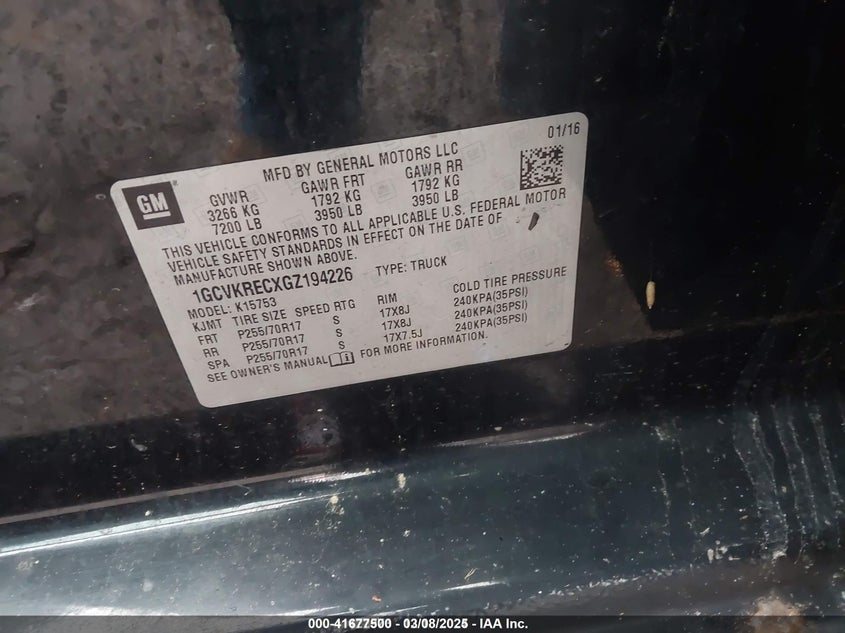 01/16
MFD BY GENERAL MOTORS LLC
GM
GVWR GAWR FRT GAWR RR
3266 KG 1792 KG 1792 KG
7200 LB 3950 LB 3950 LB
THIS VEHICLE CONFORMS TO ALL APPLICABLE U.S. FEDERAL MOTOR
VEHICLE SAFETY STANDARDS IN EFFECT ON THE DATE OF
MANUFACTURE SHOWN ABOVE.
1GCVKRECXGZ194226 TYPE: TRUCK
MODEL: K15753
KJMT TIRE SIZE SPEED RTG RIM COLD TIRE PRESSURE
FRT P255/70R17 S 17X8J 240KPA(35PSI)
RR P255/70R17 S 17X8J 240KPA(35PSI)
SPA P255/70R17 S 17X7.5J 240KPA(35PSI)
SEE OWNER'S MANUAL FOR MORE INFORMATION.
000-41677500 - 03/08/2025 - IAA Inc.